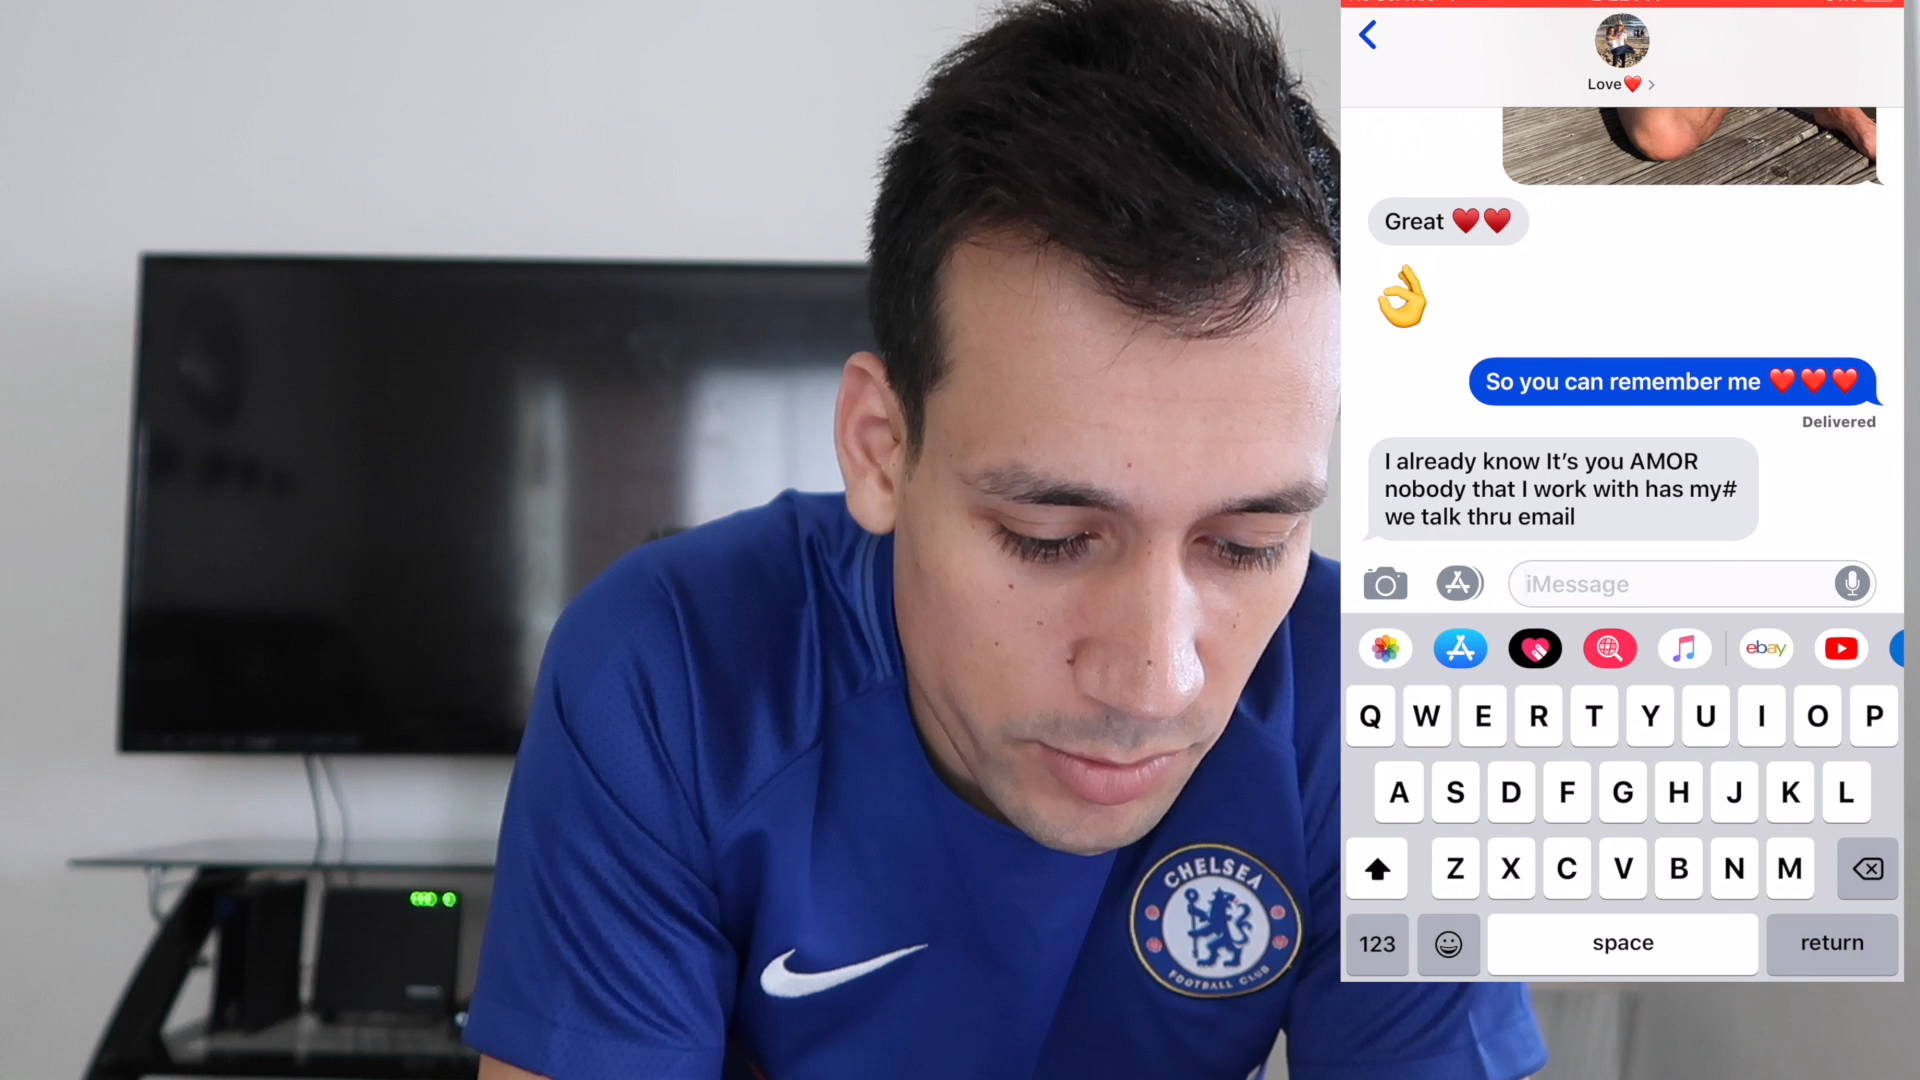 Love❤️ >
Great ♥️♥️
👌
So you can remember me ❤️❤️❤️
Delivered
I already know It’s you AMOR
nobody that I work with has my#
we talk thru email
iMessage
ebay
Q W E R T Y U I O P
A S D F G H J K L
Z X C V B N M
123
space
return
CHELSEA
FOOTBALL CLUB